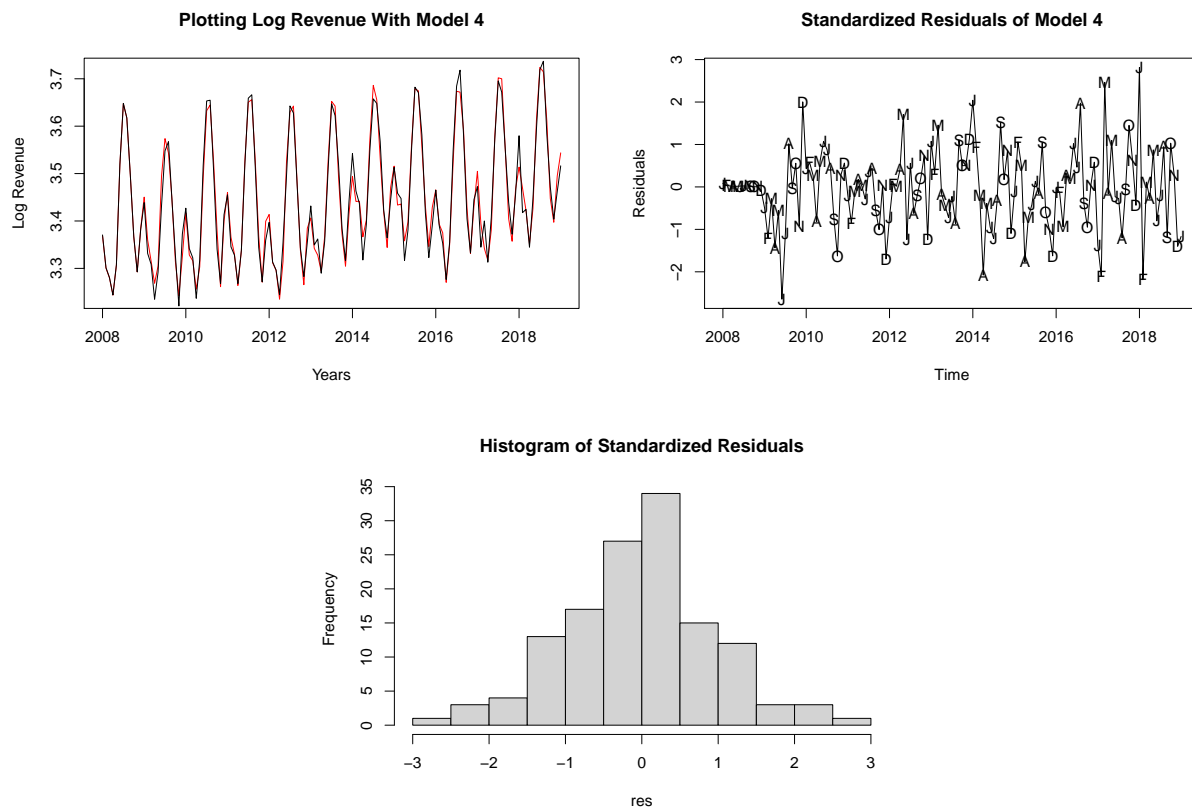 Plotting Log Revenue With Model 4
Log Revenue
3.7
3.6
3.5
3.4
3.3
2008 2010 2012 2014 2016 2018
Years
Standardized Residuals of Model 4
Residuals
3
2
1
0
−1
−2
2008 2010 2012 2014 2016 2018
Time
Histogram of Standardized Residuals
Frequency
35
30
25
20
15
10
5
0
−3 −2 −1 0 1 2 3
res